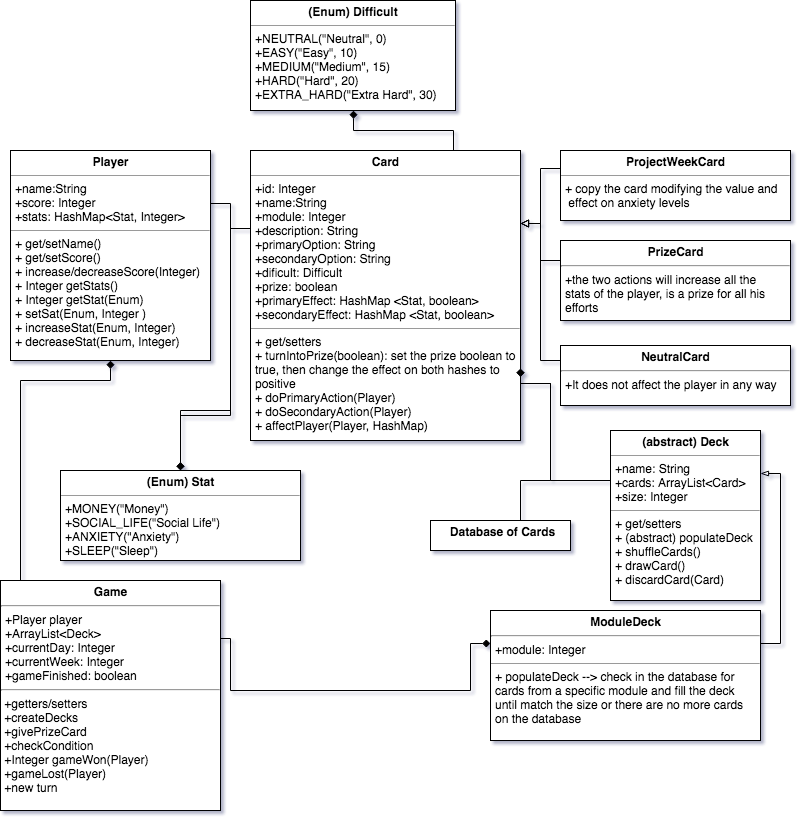 (Enum) Difficult
+NEUTRAL("Neutral", 0)
+EASY("Easy", 10)
+MEDIUM("Medium", 15)
+HARD("Hard", 20)
+EXTRA_HARD("Extra Hard", 30)
Player
+name:String
+score: Integer
+stats: HashMap<Stat, Integer>
+ get/setName()
+ get/setScore()
+ increase/decreaseScore(Integer)
+ Integer getStats()
+ Integer getStat(Enum)
+ setSat(Enum, Integer )
+ increaseStat(Enum, Integer)
+ decreaseStat(Enum, Integer)
Card
+id: Integer
+name:String
+module: Integer
+description: String
+primaryOption: String
+secondaryOption: String
+dificult: Difficult
+prize: boolean
+primaryEffect: HashMap <Stat, boolean>
+secondaryEffect: HashMap <Stat, boolean>
+ get/setters
+ turnIntoPrize(boolean): set the prize boolean to
true, then change the effect on both hashes to
positive
+ doPrimaryAction(Player)
+ doSecondaryAction(Player)
+ affectPlayer(Player, HashMap)
ProjectWeekCard
+ copy the card modifying the value and
effect on anxiety levels
PrizeCard
+the two actions will increase all the
stats of the player, is a prize for all his
efforts
NeutralCard
+It does not affect the player in any way
(abstract) Deck
+name: String
+cards: ArrayList<Card>
+size: Integer
+ get/setters
+ (abstract) populateDeck
+ shuffleCards()
+ drawCard()
+ discardCard(Card)
(Enum) Stat
+MONEY("Money")
+SOCIAL_LIFE("Social Life")
+ANXIETY("Anxiety")
+SLEEP("Sleep")
Database of Cards
Game
+Player player
+ArrayList<Deck>
+currentDay: Integer
+currentWeek: Integer
+gameFinished: boolean
+getters/setters
+createDecks
+givePrizeCard
+checkCondition
+Integer gameWon(Player)
+gameLost(Player)
+new turn
ModuleDeck
+module: Integer
+ populateDeck --> check in the database for
cards from a specific module and fill the deck
until match the size or there are no more cards
on the database